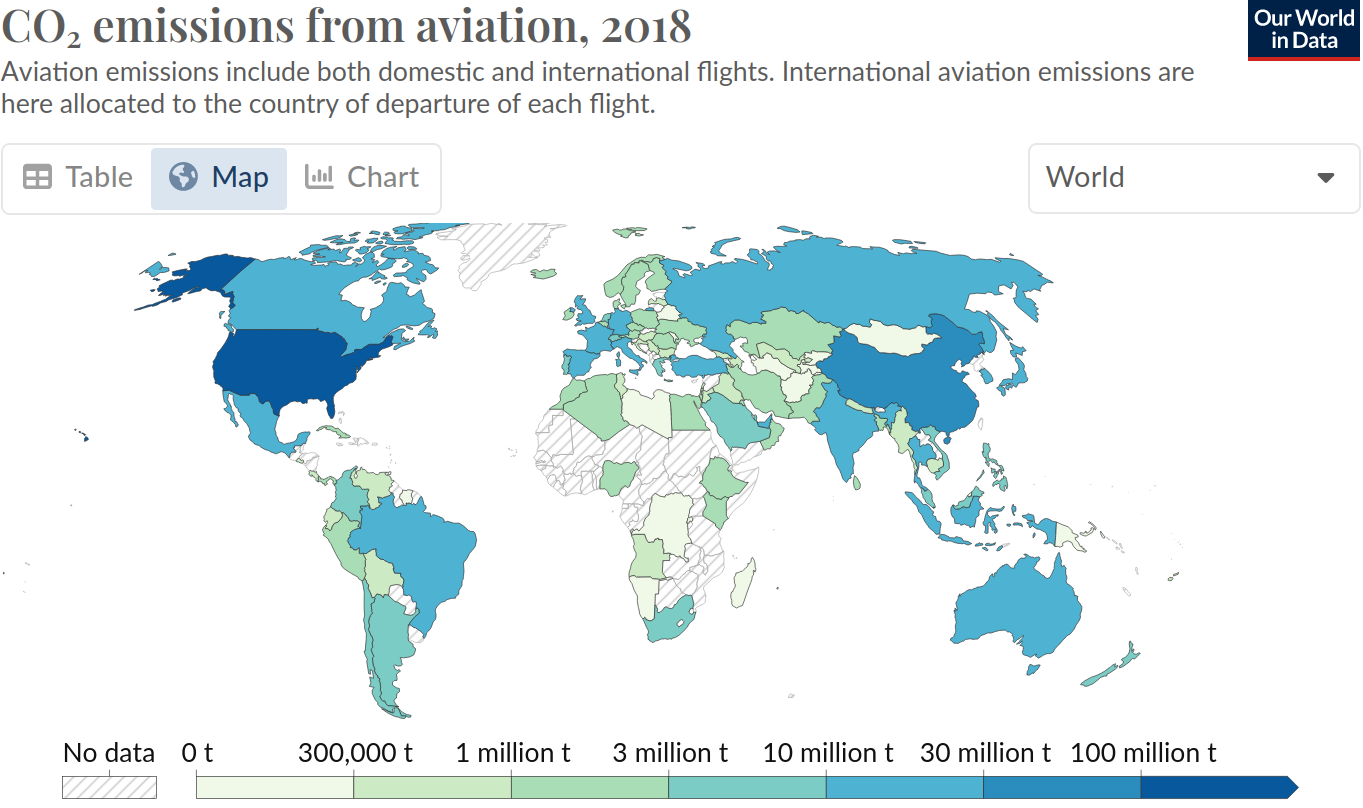 CO₂ emissions from aviation, 2018
Our World
in Data
Aviation emissions include both domestic and international flights. International aviation emissions are
here allocated to the country of departure of each flight.
Table Map Chart World
No data 0 t 300,000 t 1 million t 3 million t 10 million t 30 million t 100 million t